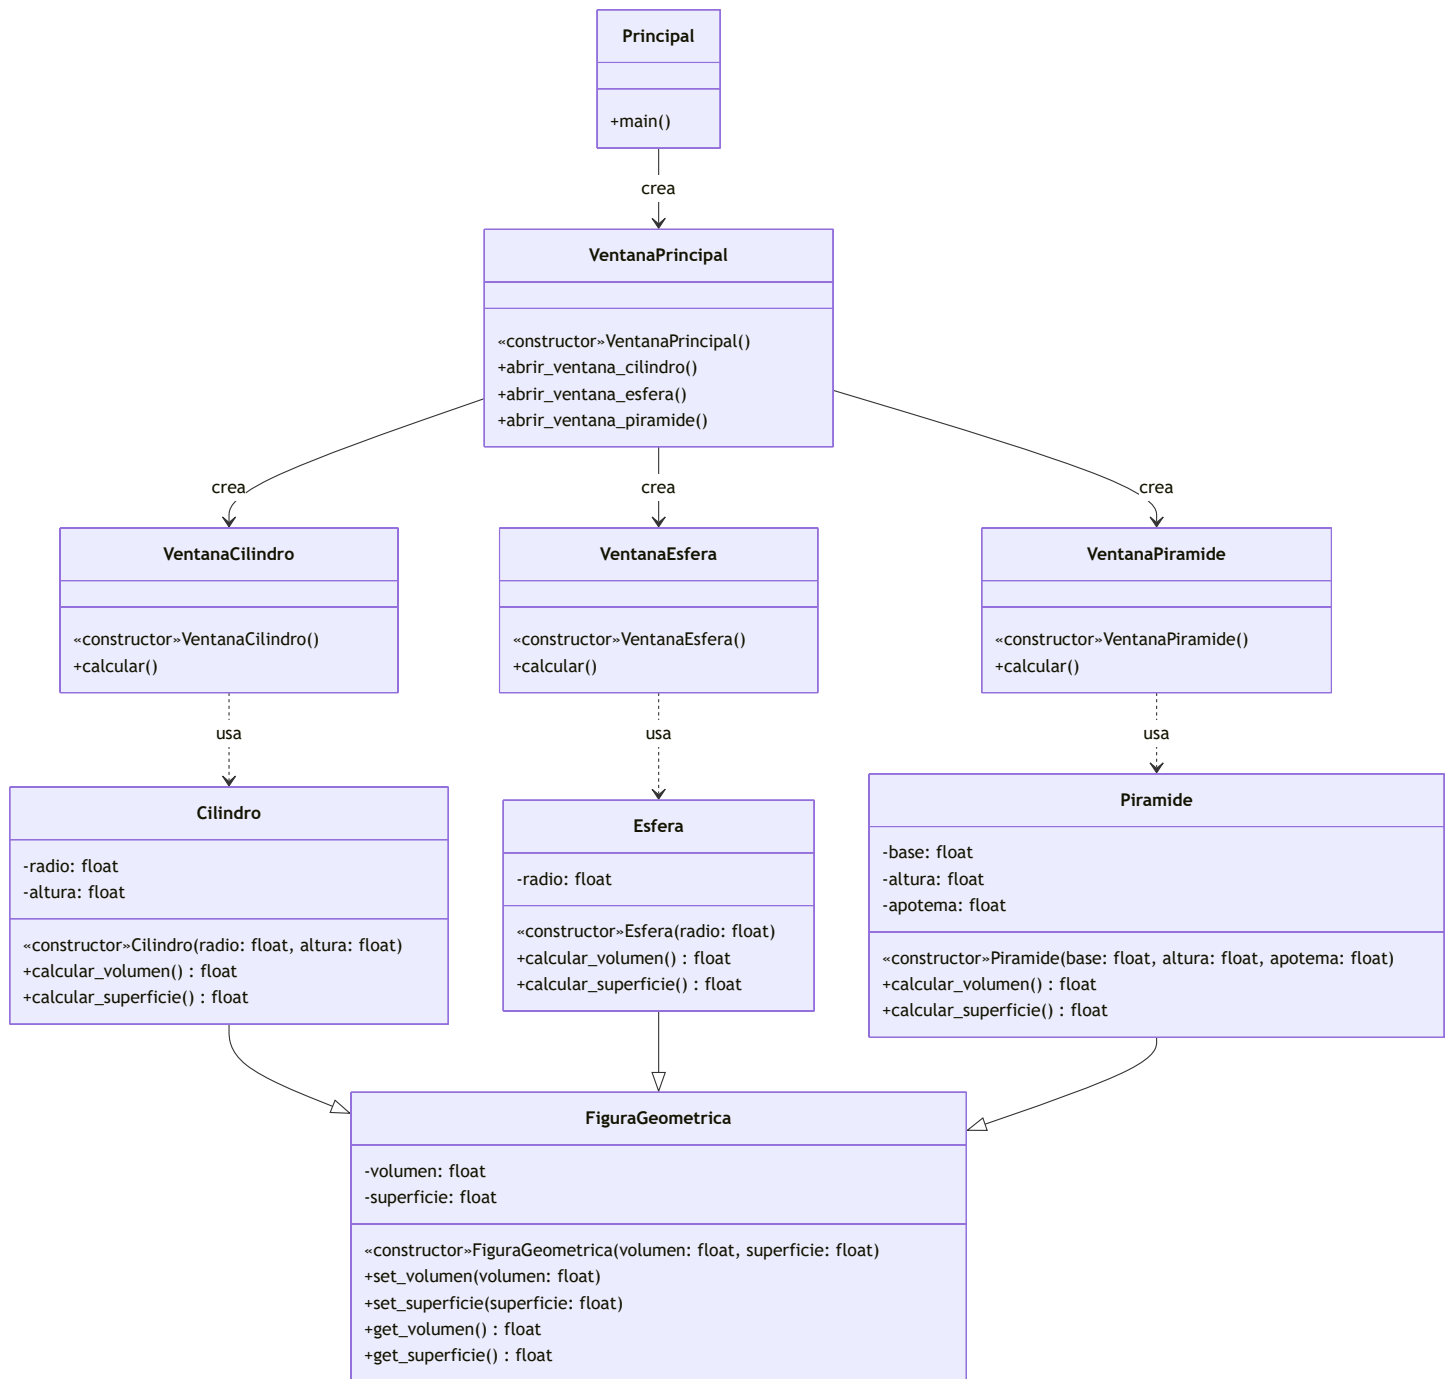 Principal
+main()
crea
VentanaPrincipal
«constructor»VentanaPrincipal()
+abrir_ventana_cilindro()
+abrir_ventana_esfera()
+abrir_ventana_piramide()
crea
crea
crea
VentanaCilindro
«constructor»VentanaCilindro()
+calcular()
VentanaEsfera
«constructor»VentanaEsfera()
+calcular()
VentanaPiramide
«constructor»VentanaPiramide()
+calcular()
usa
usa
usa
Cilindro
-radio: float
-altura: float
«constructor»Cilindro(radio: float, altura: float)
+calcular_volumen() : float
+calcular_superficie() : float
Esfera
-radio: float
«constructor»Esfera(radio: float)
+calcular_volumen() : float
+calcular_superficie() : float
Piramide
-base: float
-altura: float
-apotema: float
«constructor»Piramide(base: float, altura: float, apotema: float)
+calcular_volumen() : float
+calcular_superficie() : float
FiguraGeometrica
-volumen: float
-superficie: float
«constructor»FiguraGeometrica(volumen: float, superficie: float)
+set_volumen(volumen: float)
+set_superficie(superficie: float)
+get_volumen() : float
+get_superficie() : float